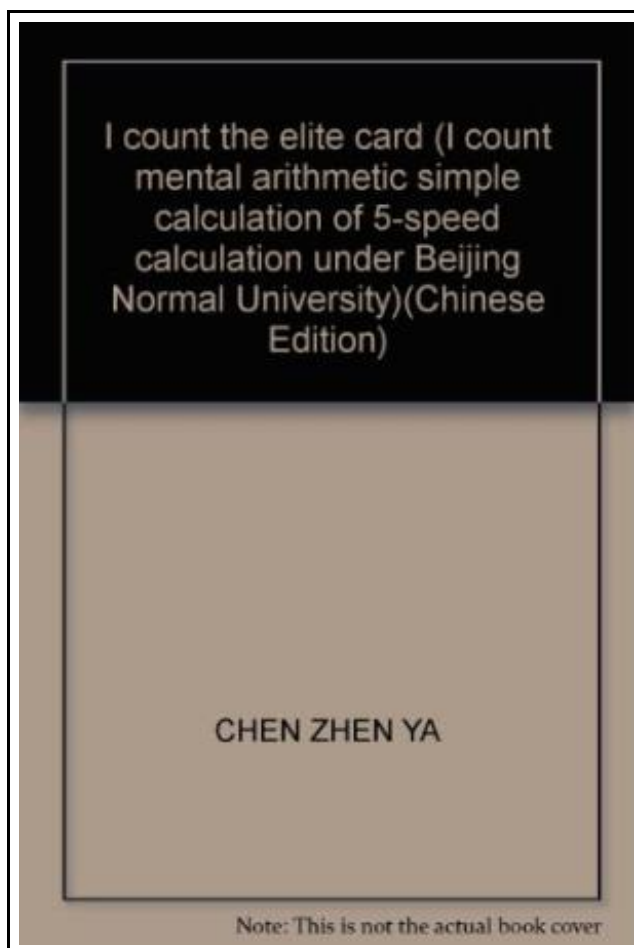 I count the elite card (I count
mental arithmetic simple
calculation of 5-speed
calculation under Beijing
Normal University)(Chinese
Edition)
CHEN ZHEN YA
Note: This is not the actual book cover